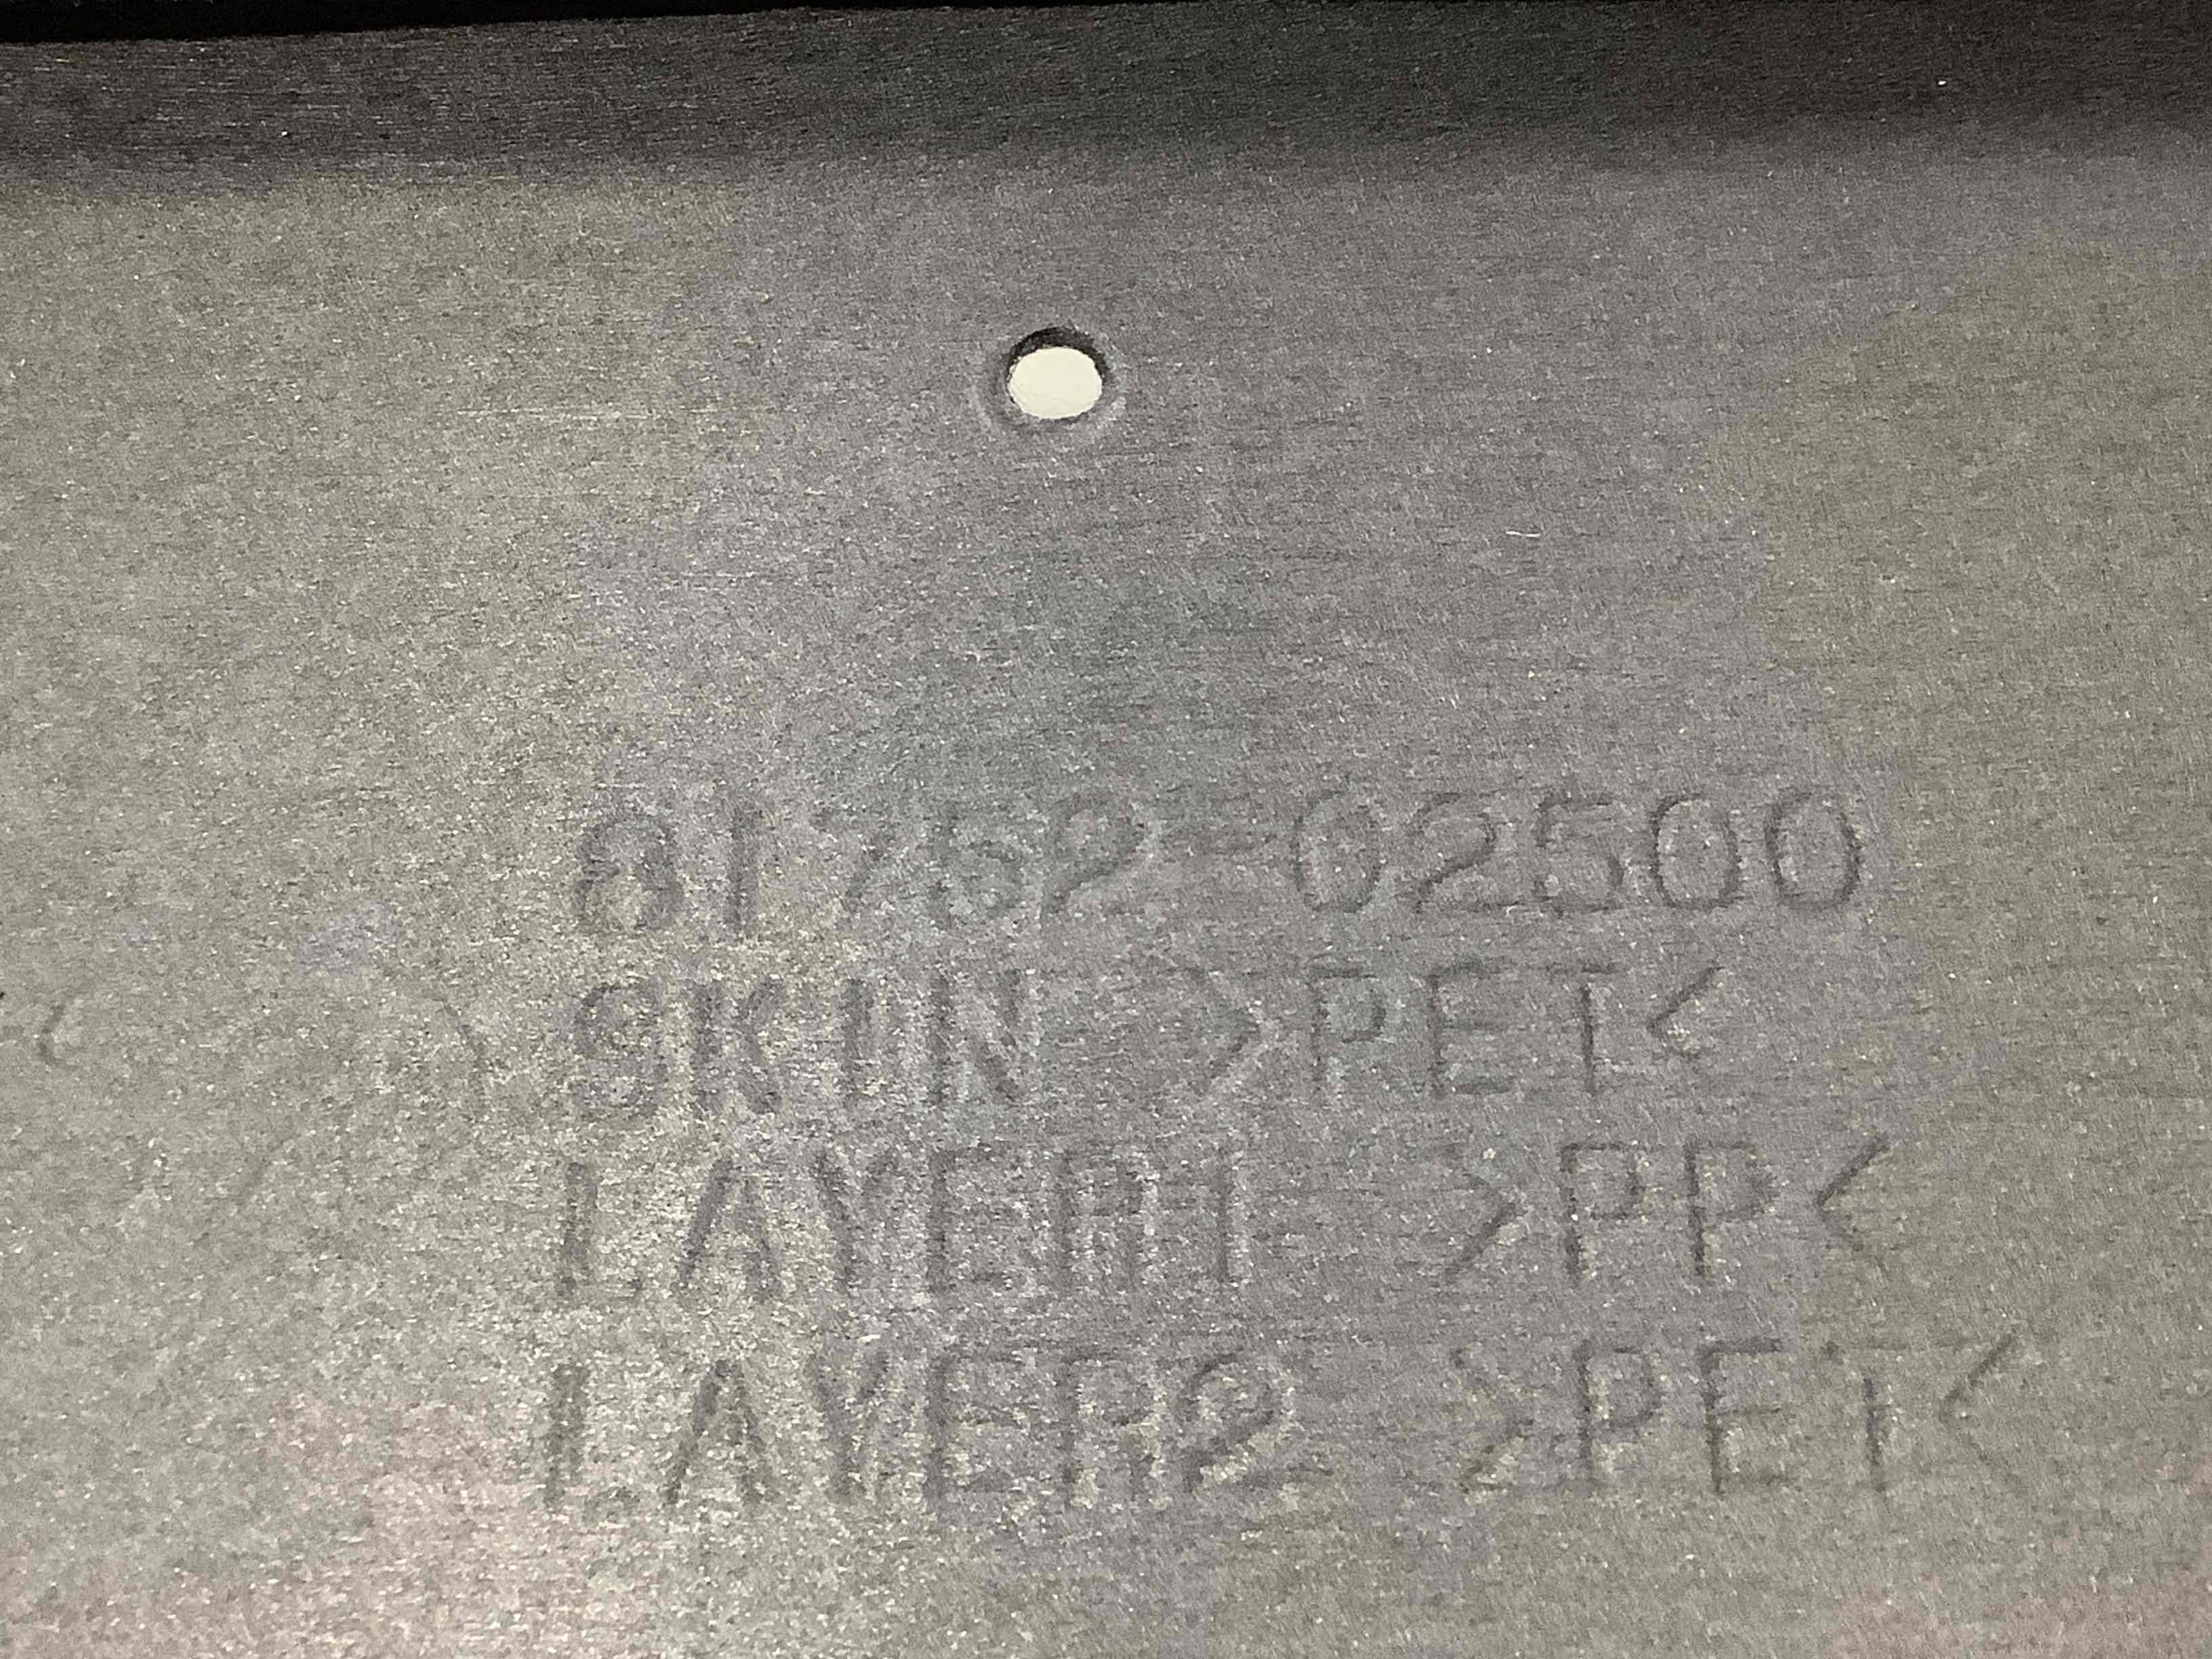 81752-02500
SKIN >PET<
LAYER1 >PP<
LAYER2 >PET<